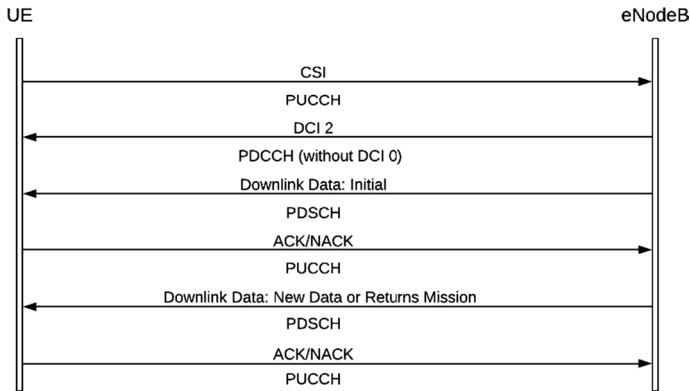 UE eNodeB
CSI
PUCCH
DCI 2
PDCCH (without DCI 0)
Downlink Data: Initial
PDSCH
ACK/NACK
PUCCH
Downlink Data: New Data or Returns Mission
PDSCH
ACK/NACK
PUCCH